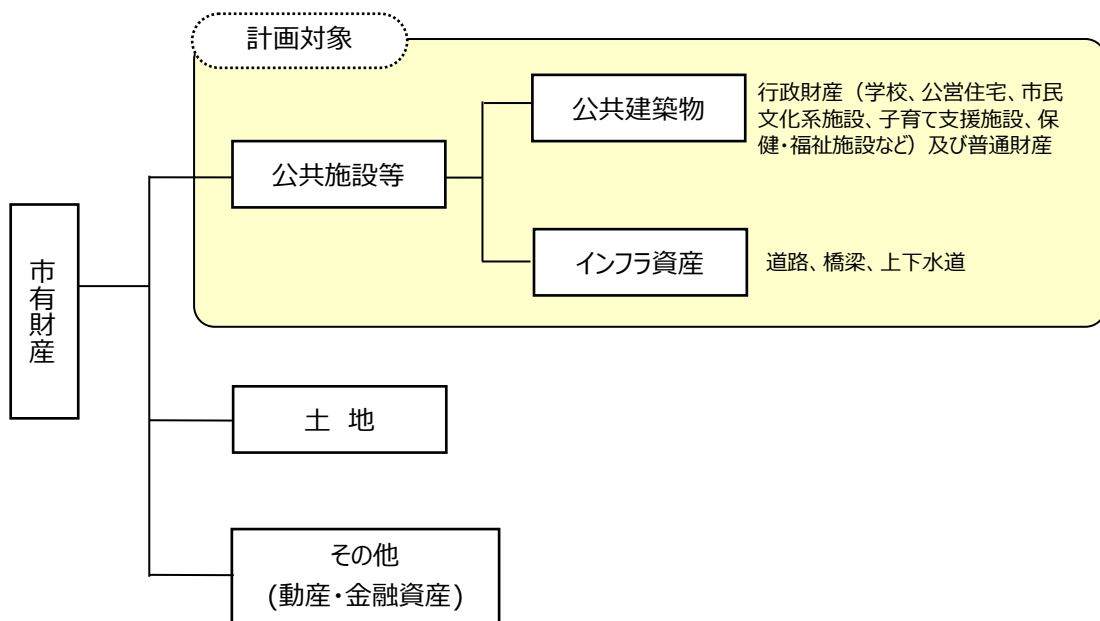 計画対象
公共建築物
行政財産（学校、公営住宅、市民
文化系施設、子育て支援施設、保
健・福祉施設など）及び普通財産
公共施設等
インフラ資産
道路、橋梁、上下水道
市有財産
土 地
その他
(動産・金融資産)